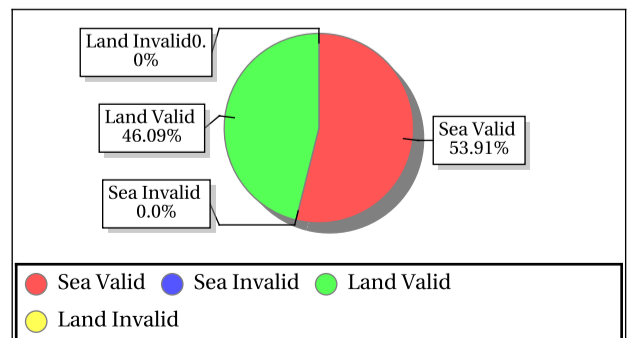 Land Invalid0.
0%
Land Valid
46.09%
Sea Valid
53.91%
Sea Invalid
0.0%
Sea Valid Sea Invalid Land Valid
Land Invalid